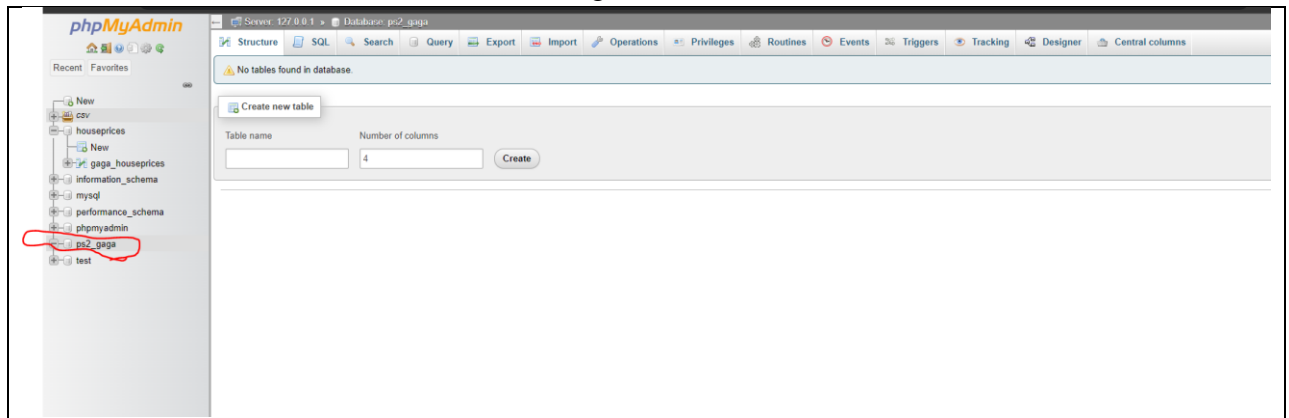 phpMyAdmin
Server: 127.0.0.1 » Database: ps2_gaga
Structure SQL Search Query Export Import Operations Privileges Routines Events Triggers Tracking Designer Central columns
Recent Favorites
No tables found in database.
New
csv
houseprices
New
gaga_houseprices
information_schema
mysql
performance_schema
phpmyadmin
ps2_gaga
test
Create new table
Table name Number of columns
4 Create